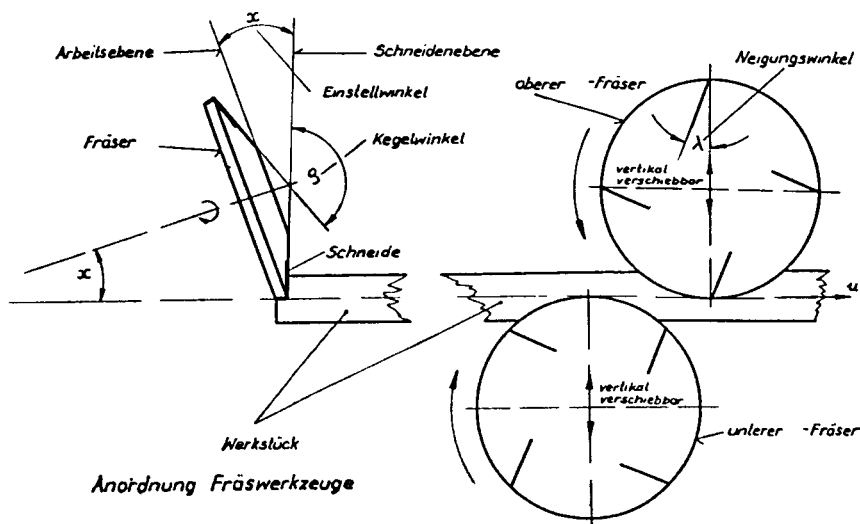 x
Arbeitsebene
Schneidenebene
Einstellwinkel
Fräser
Kegelwinkel
ϱ
x
Schneide
Werkstück
Neigungswinkel
oberer -Fräser
λ
vertikal
verschiebbar
u
vertikal
verschiebbar
unterer -Fräser
Anordnung Fräswerkzeuge